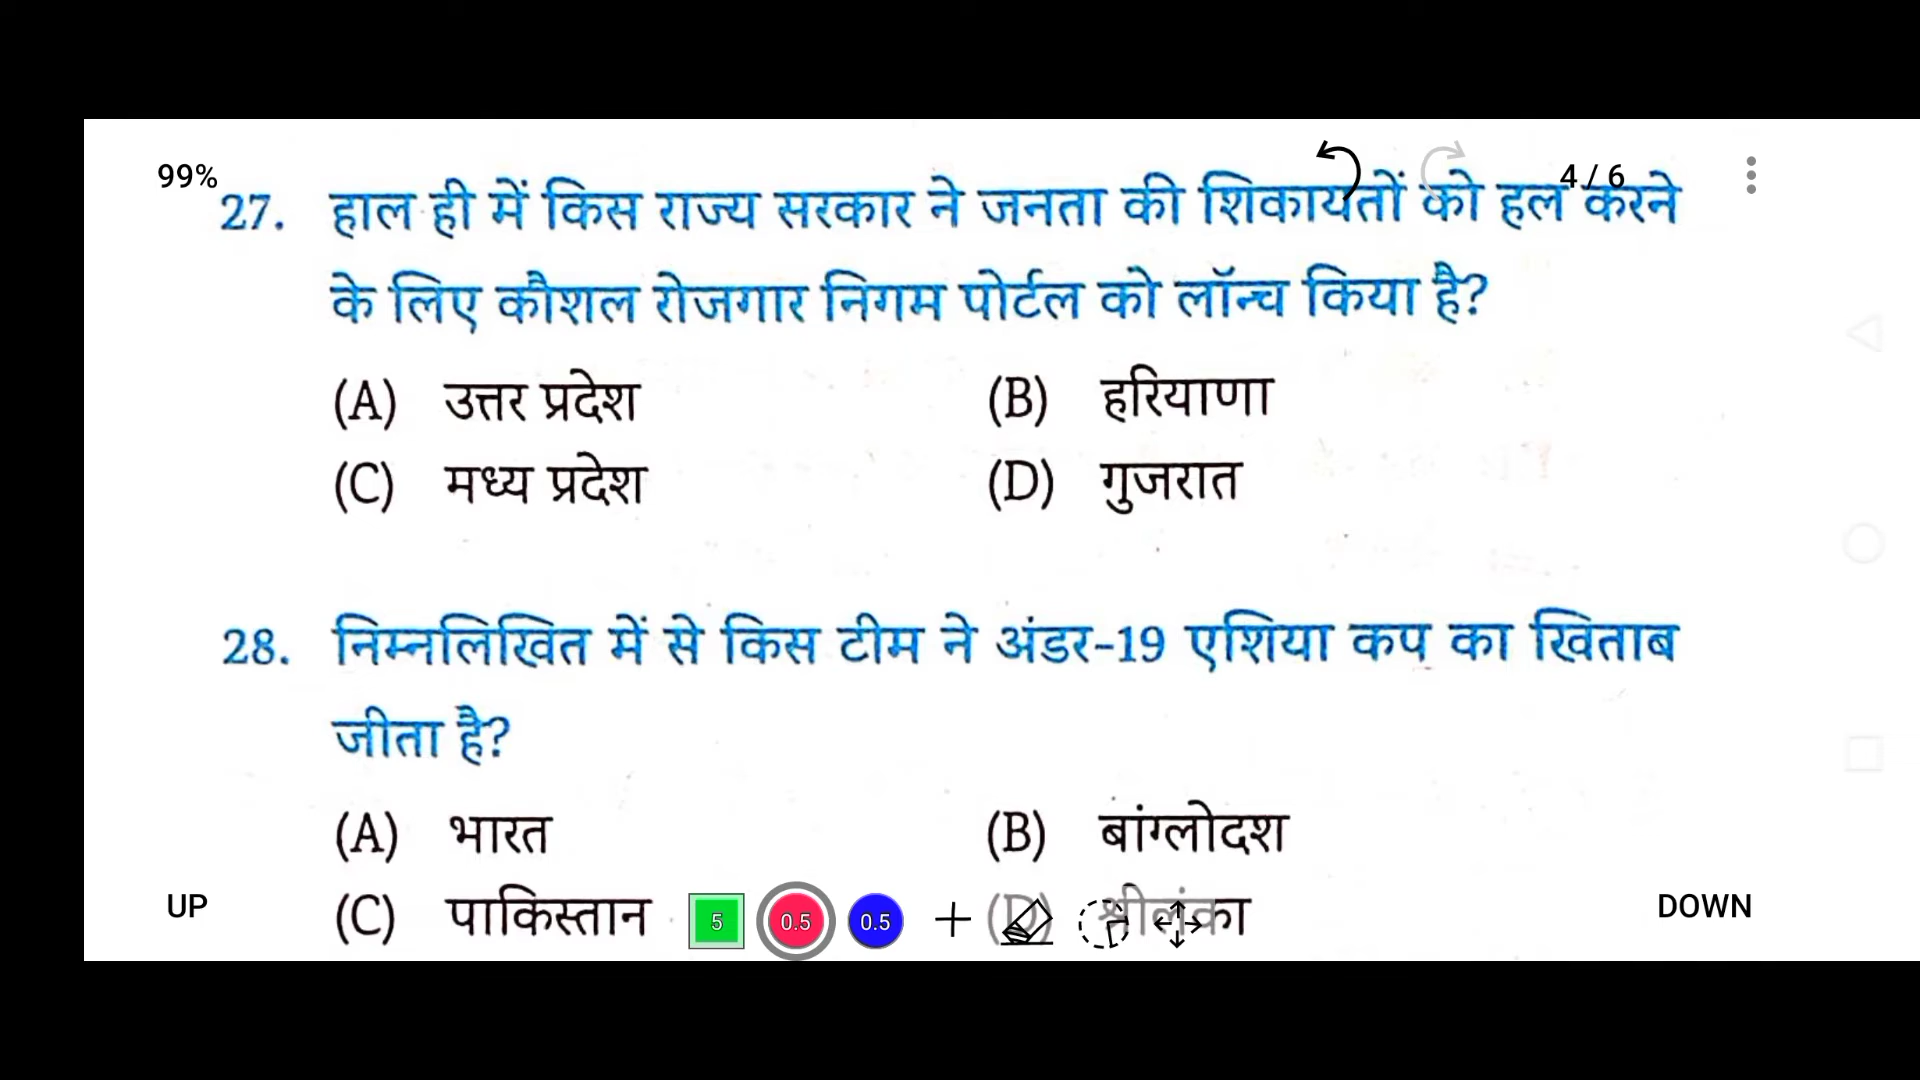 99%
4 / 6
27. हाल ही में किस राज्य सरकार ने जनता की शिकायतों को हल करने
के लिए कौशल रोजगार निगम पोर्टल को लॉन्च किया है?
(A) उत्तर प्रदेश (B) हरियाणा
(C) मध्य प्रदेश (D) गुजरात
28. निम्नलिखित में से किस टीम ने अंडर-19 एशिया कप का खिताब
जीता है?
(A) भारत (B) बांग्लोदश
(C) पाकिस्तान (D) श्रीलंका
UP 5 0.5 0.5 DOWN